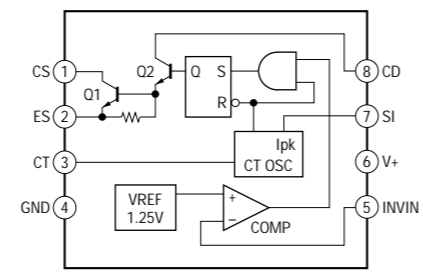 CS 1
Q1
Q2
Q S
R
8 CD
ES 2
7 SI
CT 3
Ipk
CT OSC
6 V+
GND 4
VREF
1.25V
+
−
COMP
5 INVIN